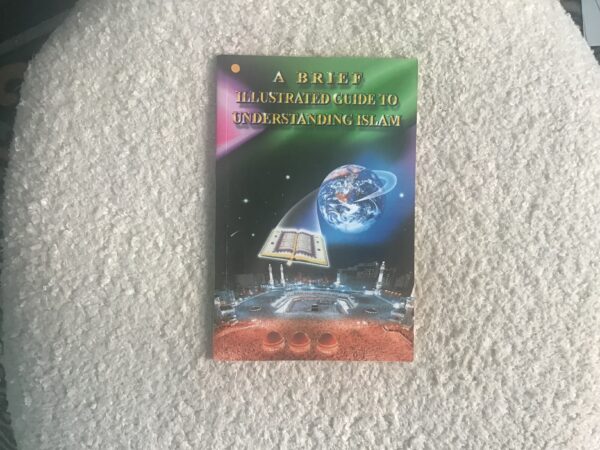 A BRIEF
ILLUSTRATED GUIDE TO
UNDERSTANDING ISLAM